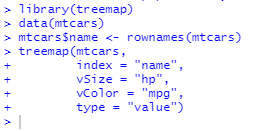 > library(treemap)
> data(mtcars)
> mtcars$name <- rownames(mtcars)
> treemap(mtcars,
+         index = "name",
+         vSize = "hp",
+         vColor = "mpg",
+         type = "value")
>